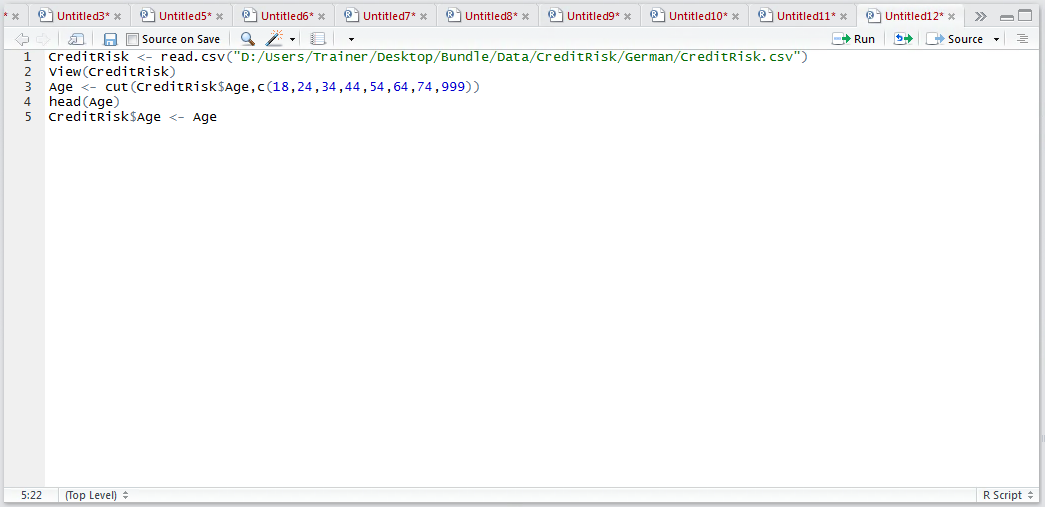 * Untitled3* Untitled5* Untitled6* Untitled7* Untitled8* Untitled9* Untitled10* Untitled11* Untitled12*
Source on Save Run Source
1 CreditRisk <- read.csv("D:/Users/Trainer/Desktop/Bundle/Data/CreditRisk/German/CreditRisk.csv")
2 View(CreditRisk)
3 Age <- cut(CreditRisk$Age,c(18,24,34,44,54,64,74,999))
4 head(Age)
5 CreditRisk$Age <- Age
5:22 (Top Level) R Script